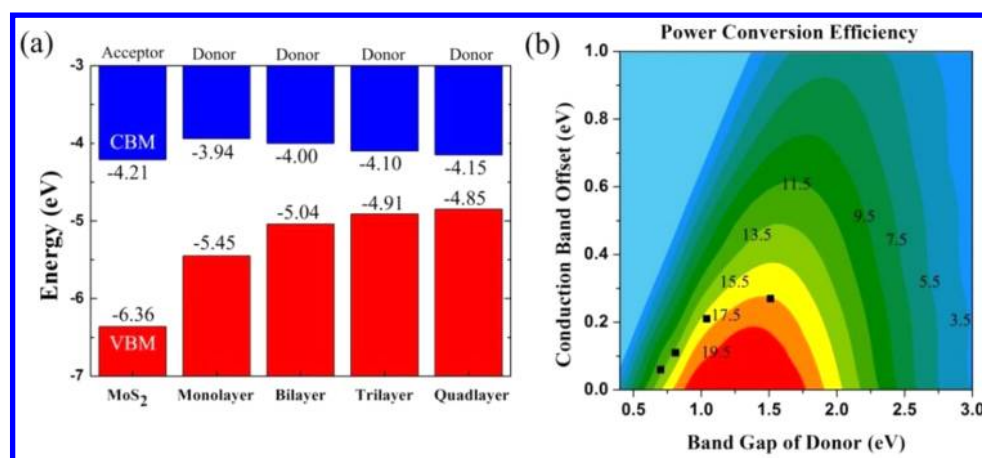 (a)
Acceptor Donor Donor Donor Donor
-3
-4
-5
-6
-7
Energy (eV)
CBM
-4.21
-3.94
-4.00
-4.10
-4.15
-6.36
-5.45
-5.04
-4.91
-4.85
VBM
MoS₂ Monolayer Bilayer Trilayer Quadlayer
(b)
Power Conversion Efficiency
1.0
0.8
0.6
0.4
0.2
0.0
Conduction Band Offset (eV)
11.5
9.5
13.5
7.5
15.5
5.5
17.5
3.5
19.5
0.5 1.0 1.5 2.0 2.5 3.0
Band Gap of Donor (eV)